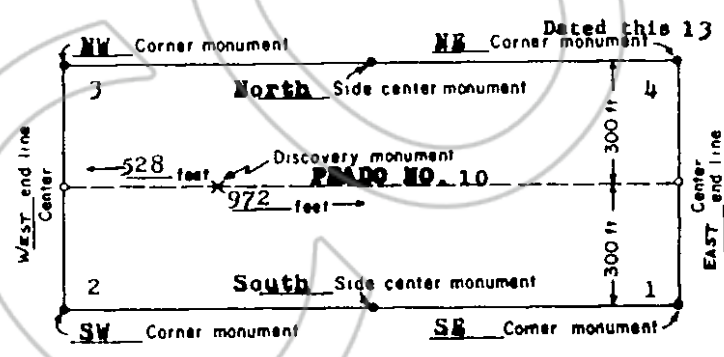 Dated this 13
NW Corner monument NE Corner monument
3 North Side center monument 4
300 ft
WEST end line
Center
528 feet Discovery monument
PRADO NO. 10
972 feet
Center
EAST end line
300 ft
2 South Side center monument 1
SW Corner monument SE Corner monument